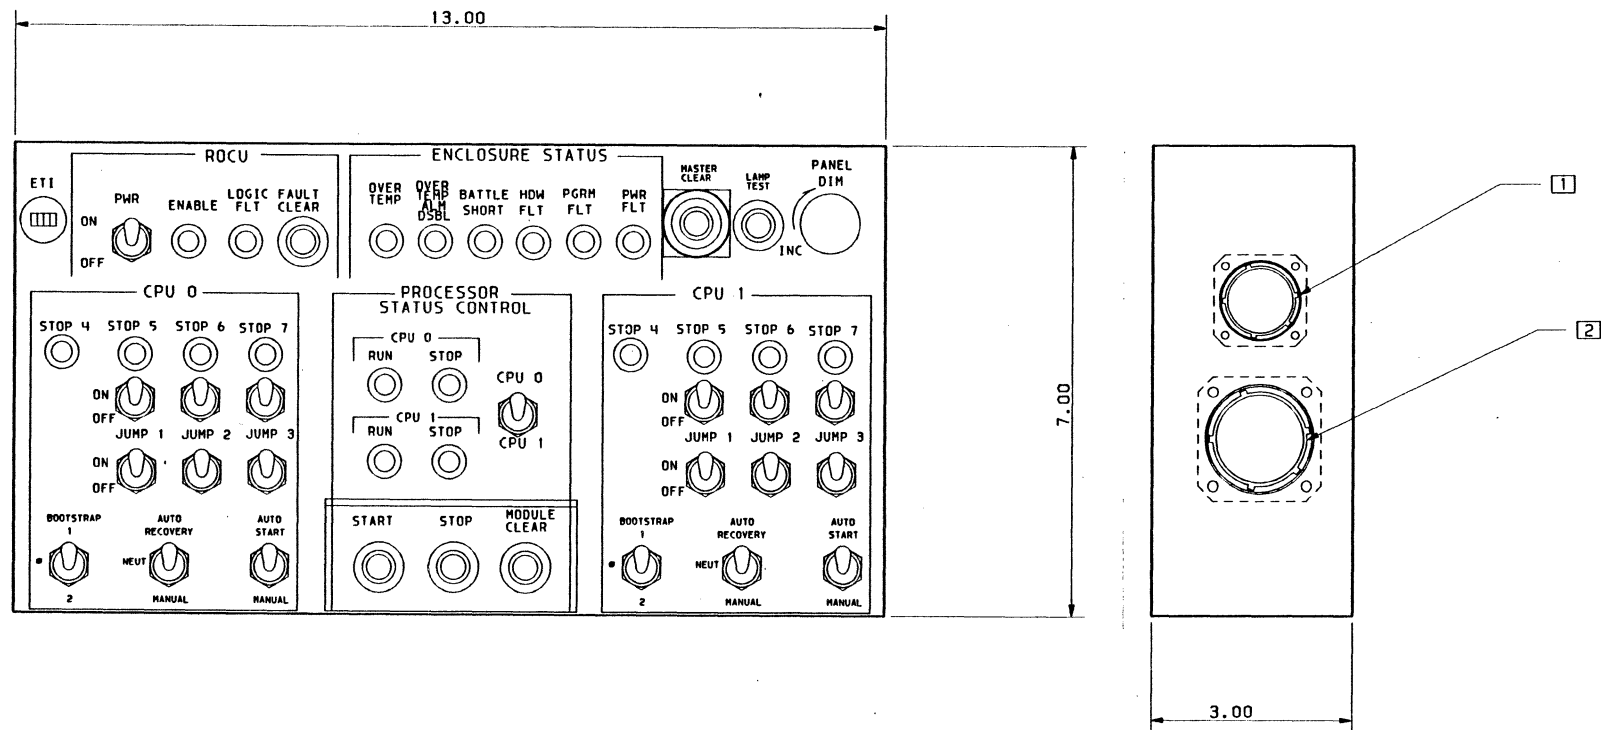 13.00
ROCU
ENCLOSURE STATUS
ETI
PWR
ON
OFF
ENABLE
LOGIC
FLT
FAULT
CLEAR
OVER
TEMP
OVER
TEMP
ALM
DSBL
BATTLE
SHORT
HDW
FLT
PGRM
FLT
PWR
FLT
MASTER
CLEAR
LAMP
TEST
PANEL
DIM
INC
CPU 0
STOP 4 STOP 5 STOP 6 STOP 7
ON
OFF
JUMP 1 JUMP 2 JUMP 3
ON
OFF
BOOTSTRAP
1
2
AUTO
RECOVERY
NEUT
MANUAL
AUTO
START
MANUAL
PROCESSOR
STATUS CONTROL
CPU 0
RUN STOP
CPU 1
RUN STOP
CPU 0
CPU 1
START STOP
MODULE
CLEAR
CPU 1
STOP 4 STOP 5 STOP 6 STOP 7
ON
OFF
JUMP 1 JUMP 2 JUMP 3
ON
OFF
BOOTSTRAP
1
2
AUTO
RECOVERY
NEUT
MANUAL
AUTO
START
MANUAL
7.00
1
2
3.00